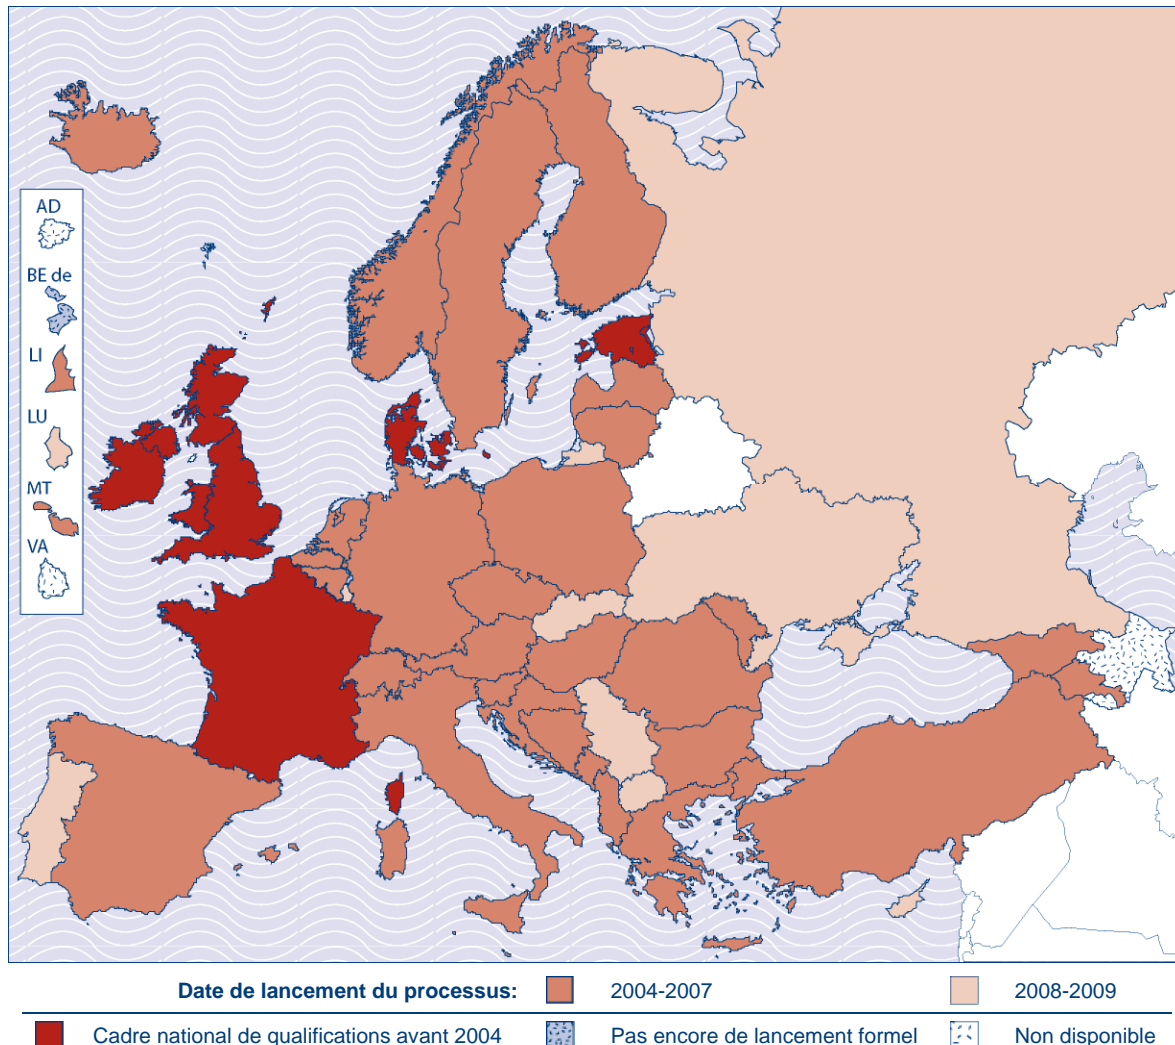 AD
BE de
LI
LU
MT
VA
Date de lancement du processus: 2004-2007 2008-2009
Cadre national de qualifications avant 2004 Pas encore de lancement formel Non disponible